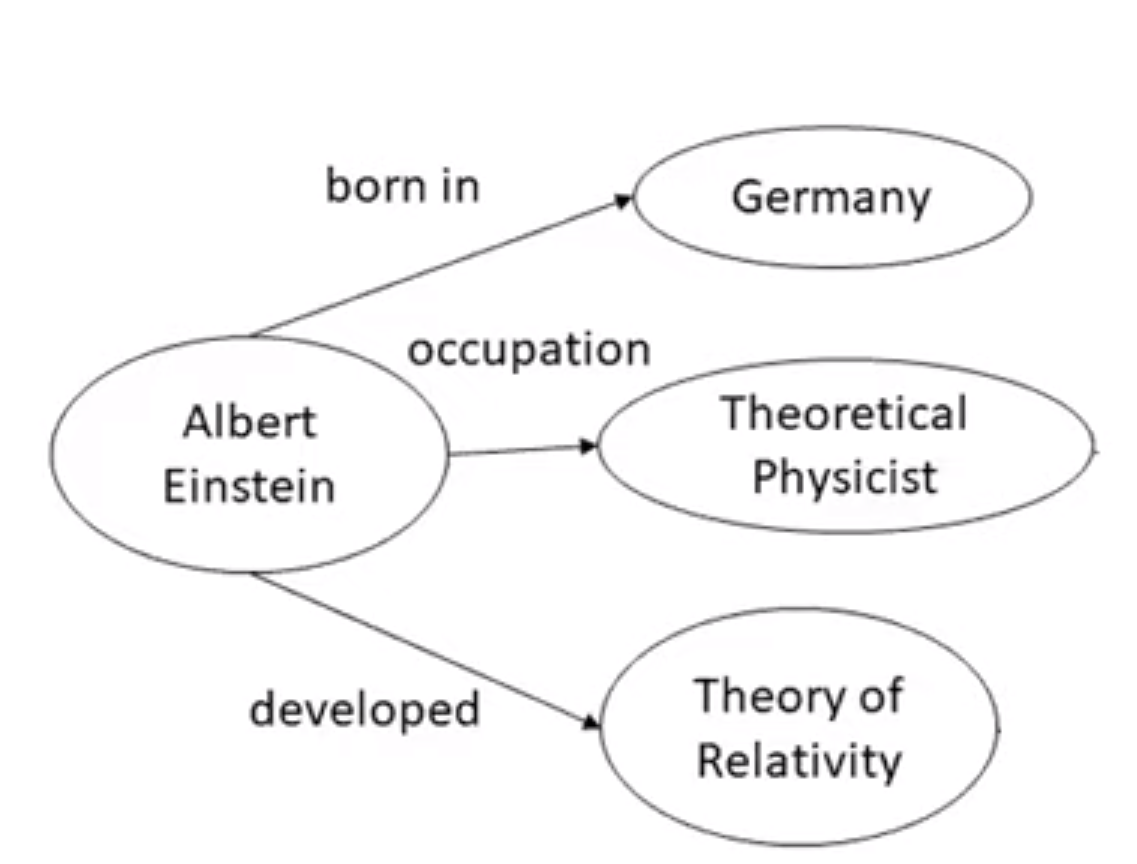 born in
Germany
occupation
Albert
Einstein
Theoretical
Physicist
developed
Theory of
Relativity